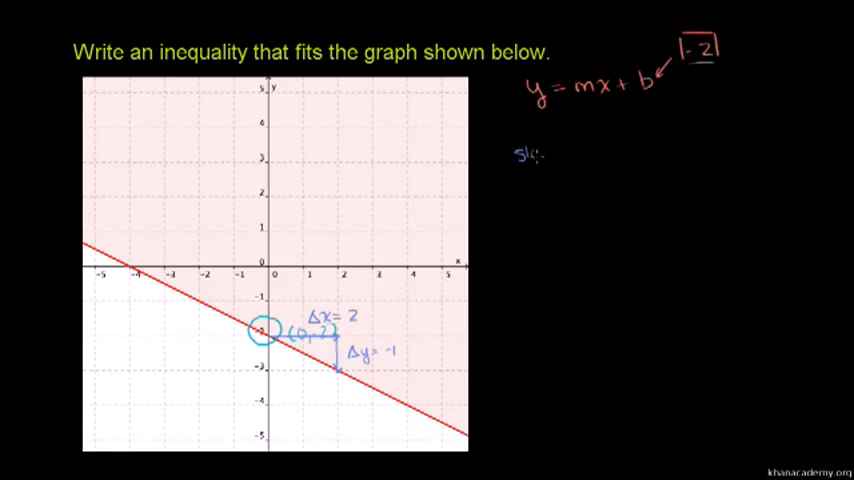 Write an inequality that fits the graph shown below.
-2
y = mx + b
5 y
4
3
2
1
0 x
-5 -4 -3 -2 -1 0 1 2 3 4 5
-1
Δx= 2
-2 (0,-2)
Δy= -1
-3
-4
-5
slo
khanacademy.org